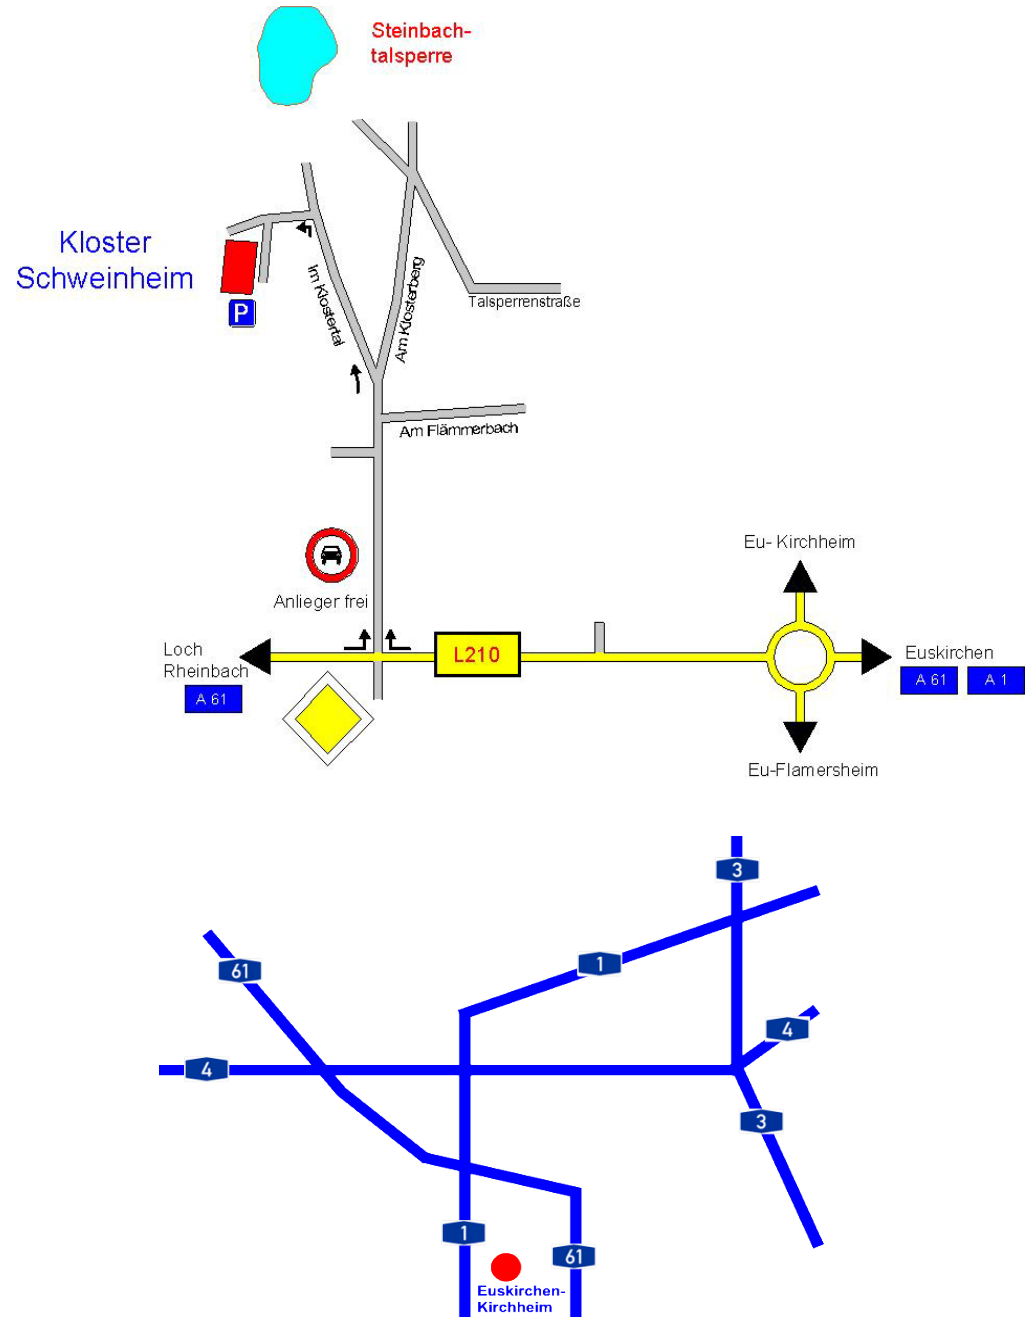 Steinbach-
talsperre
Kloster
Schweinheim
P
Im Klostertal
Am Klosterberg
Talsperrenstraße
Am Flämmerbach
Anlieger frei
Eu- Kirchheim
Loch
Rheinbach
A 61
L210
Euskirchen
A 61 A 1
Eu-Flamersheim
3
1
61
4
4
3
1
61
Euskirchen-
Kirchheim